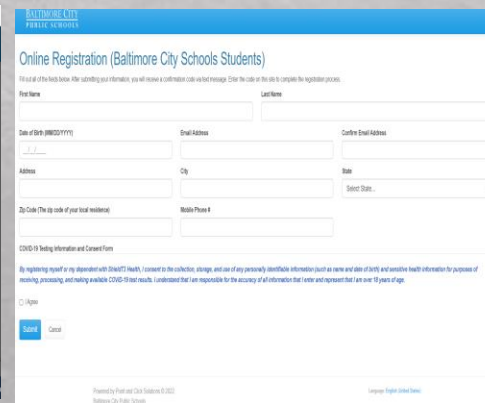 BALTIMORE CITY
PUBLIC SCHOOLS
Online Registration (Baltimore City Schools Students)
Fill out all of the fields below. After submitting your information, you will receive a confirmation code via text message. Enter the code on this site to complete the registration process.
First Name Last Name
Date of Birth (MM/DD/YYYY) Email Address Confirm Email Address
__/__/____
Address City State
Select State...
Zip Code (The zip code of your local residence) Mobile Phone #
COVID-19 Testing Information and Consent Form
By registering myself or my dependent with ShieldT3 Health, I consent to the collection, storage, and use of any personally identifiable information (such as name and date of birth) and sensitive health information for purposes of
receiving, processing, and making available COVID-19 test results. I understand that I am responsible for the accuracy of all information that I enter and represent that I am over 18 years of age.
I Agree
Submit Cancel
Powered by Point and Click Solutions © 2022 Language: English (United States)
Baltimore City Public Schools